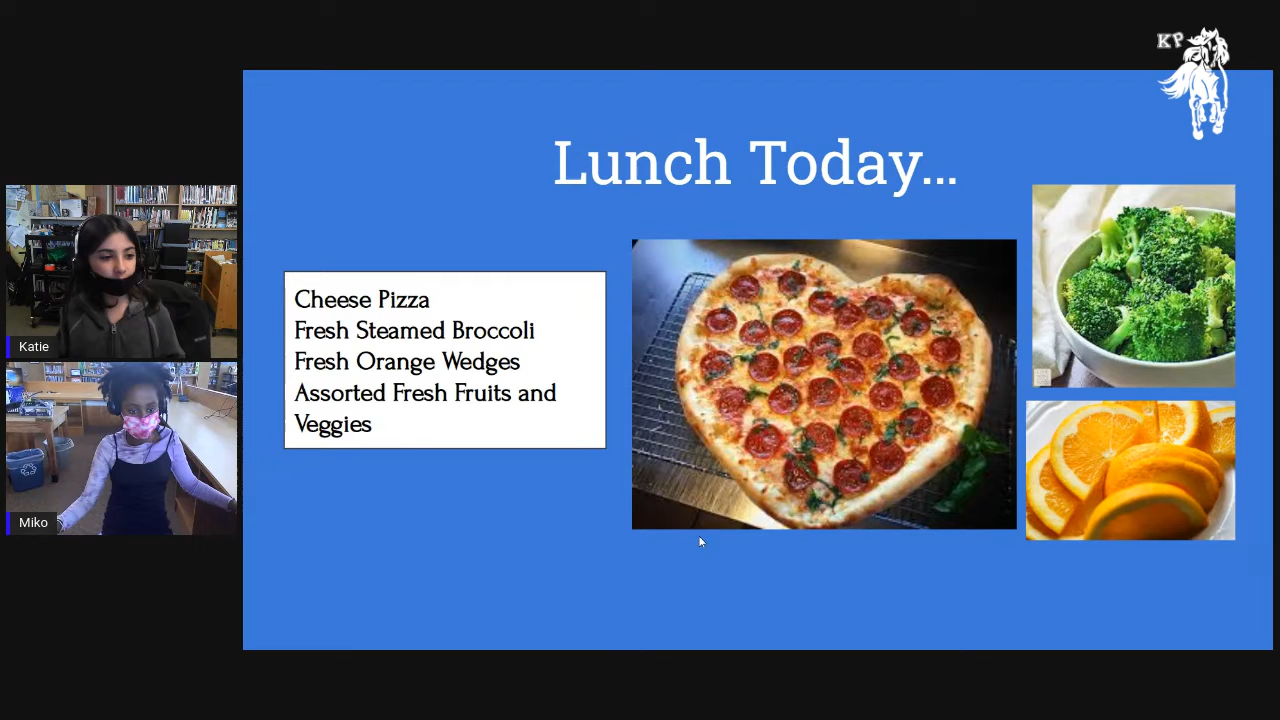 KP
Lunch Today...
Cheese Pizza
Fresh Steamed Broccoli
Fresh Orange Wedges
Assorted Fresh Fruits and
Veggies
Katie
Miko